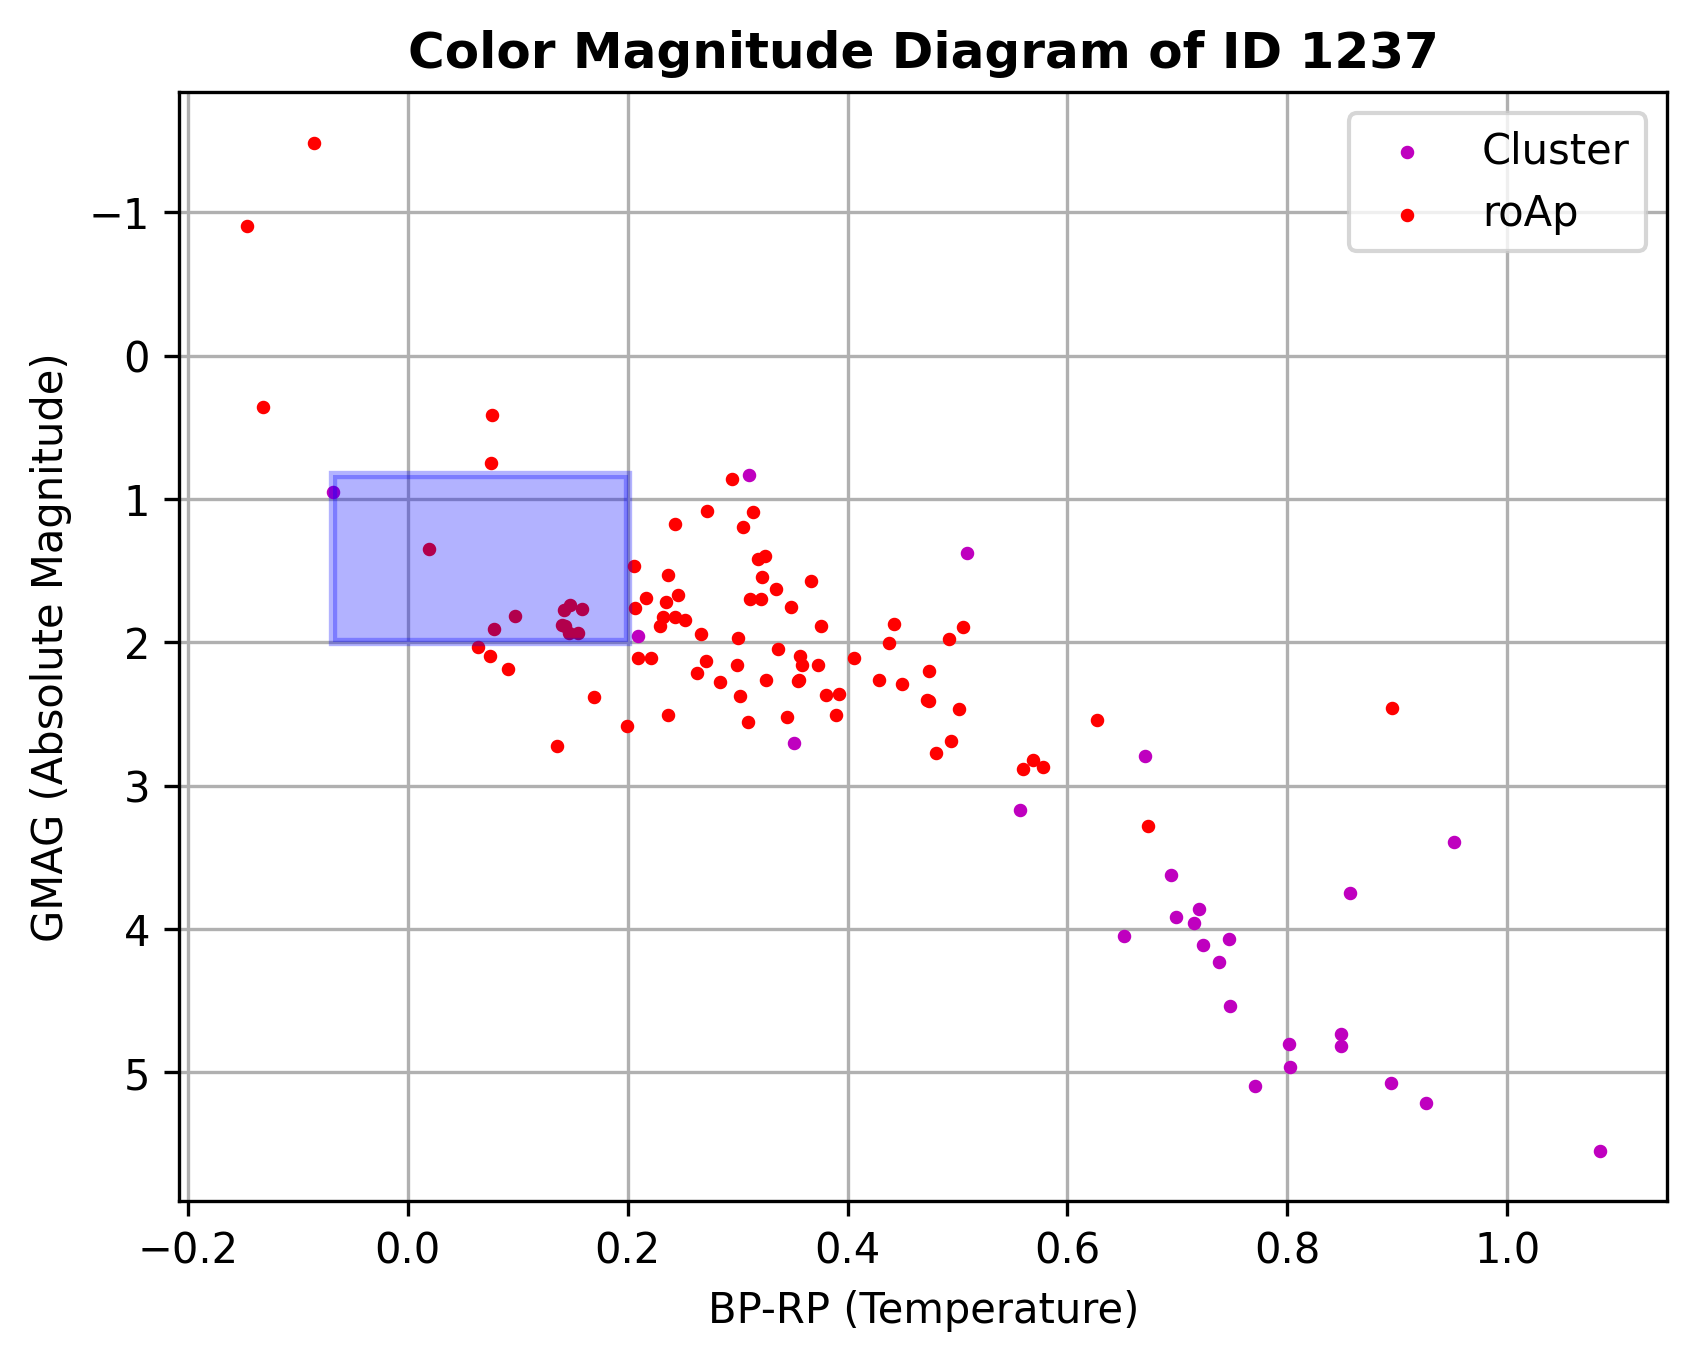 Color Magnitude Diagram of ID 1237
Cluster
roAp
GMAG (Absolute Magnitude)
−1
0
1
2
3
4
5
−0.2 0.0 0.2 0.4 0.6 0.8 1.0
BP-RP (Temperature)